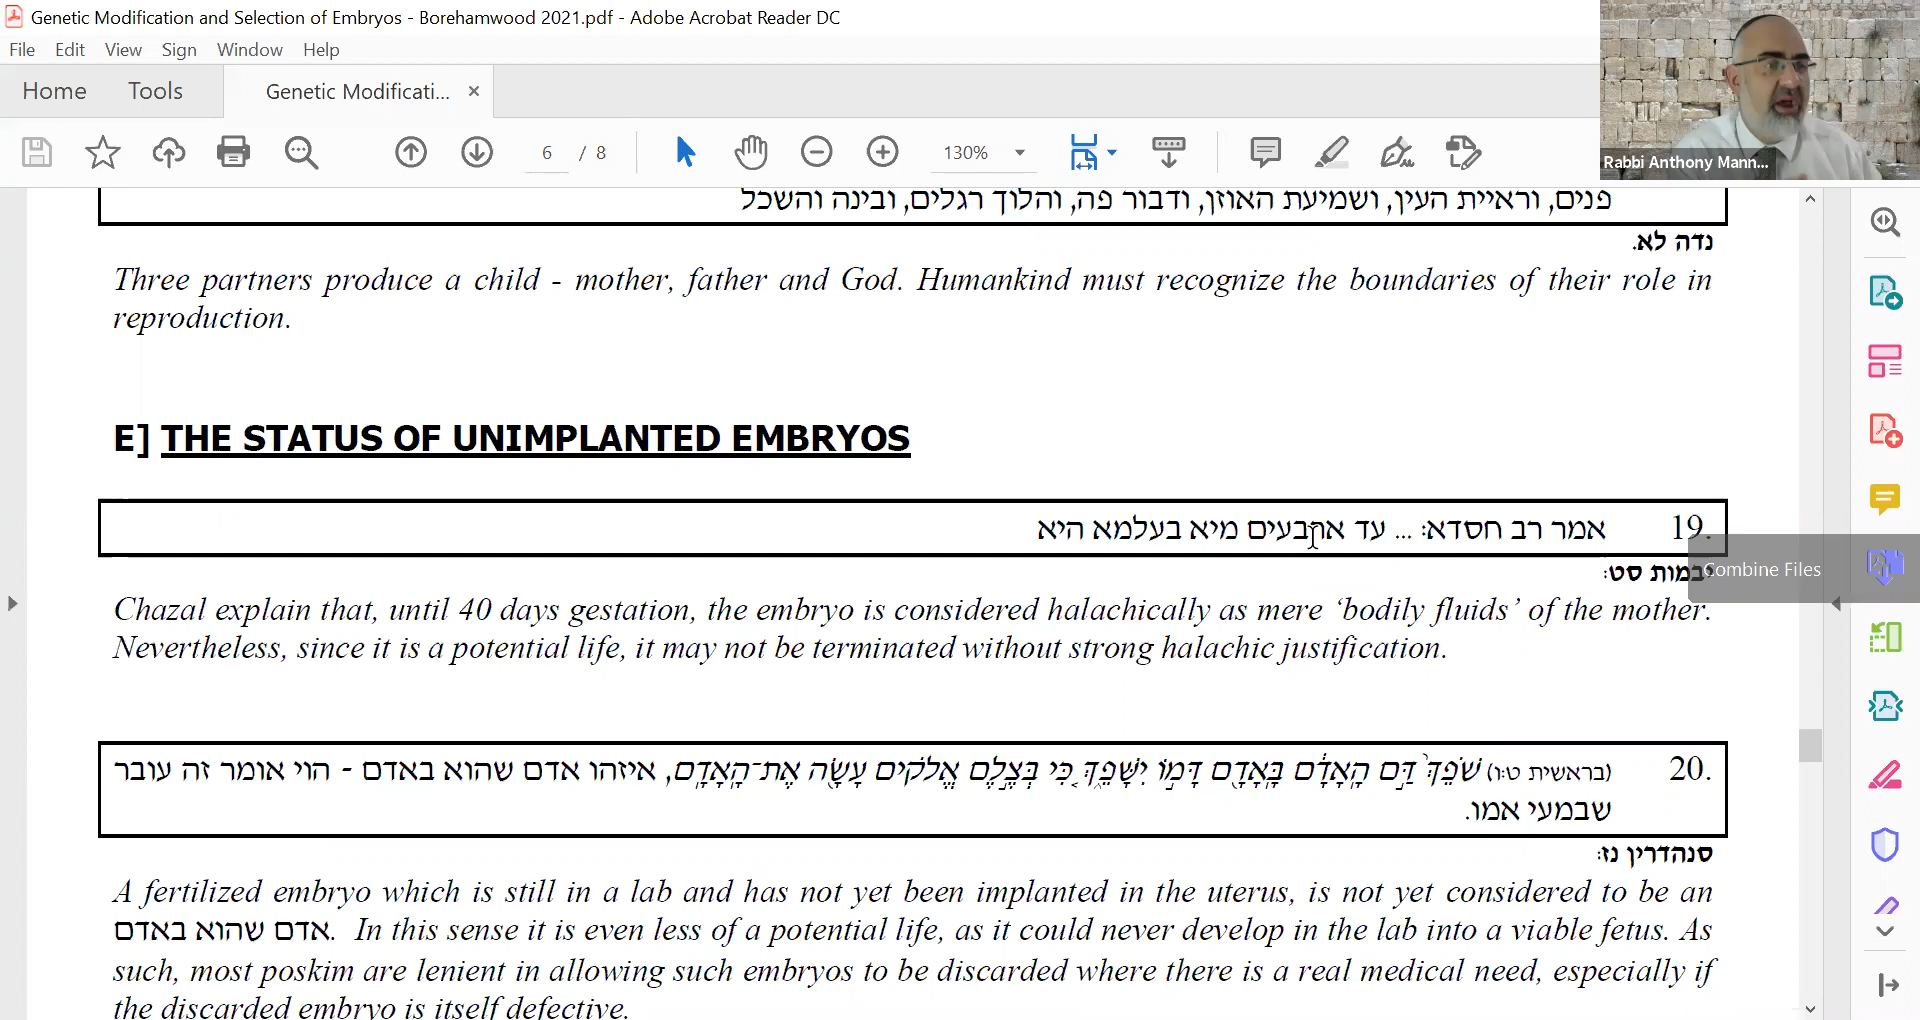 Genetic Modification and Selection of Embryos - Borehamwood 2021.pdf - Adobe Acrobat Reader DC
File Edit View Sign Window Help
Home Tools Genetic Modificati... ×
6 / 8 130%
Rabbi Anthony Mann...
פנים, וראיית העין, ושמיעת האוזן, ודבור פה, והלוך רגלים, ובינה והשכל
נדה לא.
Three partners produce a child - mother, father and God. Humankind must recognize the boundaries of their role in
reproduction.
E] THE STATUS OF UNIMPLANTED EMBRYOS
19. אמר רב חסדא: ... עד ארבעים מיא בעלמא היא
יבמות סט:
Combine Files
Chazal explain that, until 40 days gestation, the embryo is considered halachically as mere ‘bodily fluids’ of the mother.
Nevertheless, since it is a potential life, it may not be terminated without strong halachic justification.
20. (בראשית ט:ו) שֹׁפֵךְ֙ דַּ֣ם הָֽאָדָ֔ם בָּֽאָדָ֖ם דָּמ֣וֹ יִשָּׁפֵ֑ךְ כִּ֚י בְּצֶ֣לֶם אֱלֹקים עָשָׂ֖ה אֶת־הָאָדָֽם, איזהו אדם שהוא באדם - הוי אומר זה עובר
שבמעי אמו.
סנהדרין נז:
A fertilized embryo which is still in a lab and has not yet been implanted in the uterus, is not yet considered to be an
אדם שהוא באדם. In this sense it is even less of a potential life, as it could never develop in the lab into a viable fetus. As
such, most poskim are lenient in allowing such embryos to be discarded where there is a real medical need, especially if
the discarded embryo is itself defective.